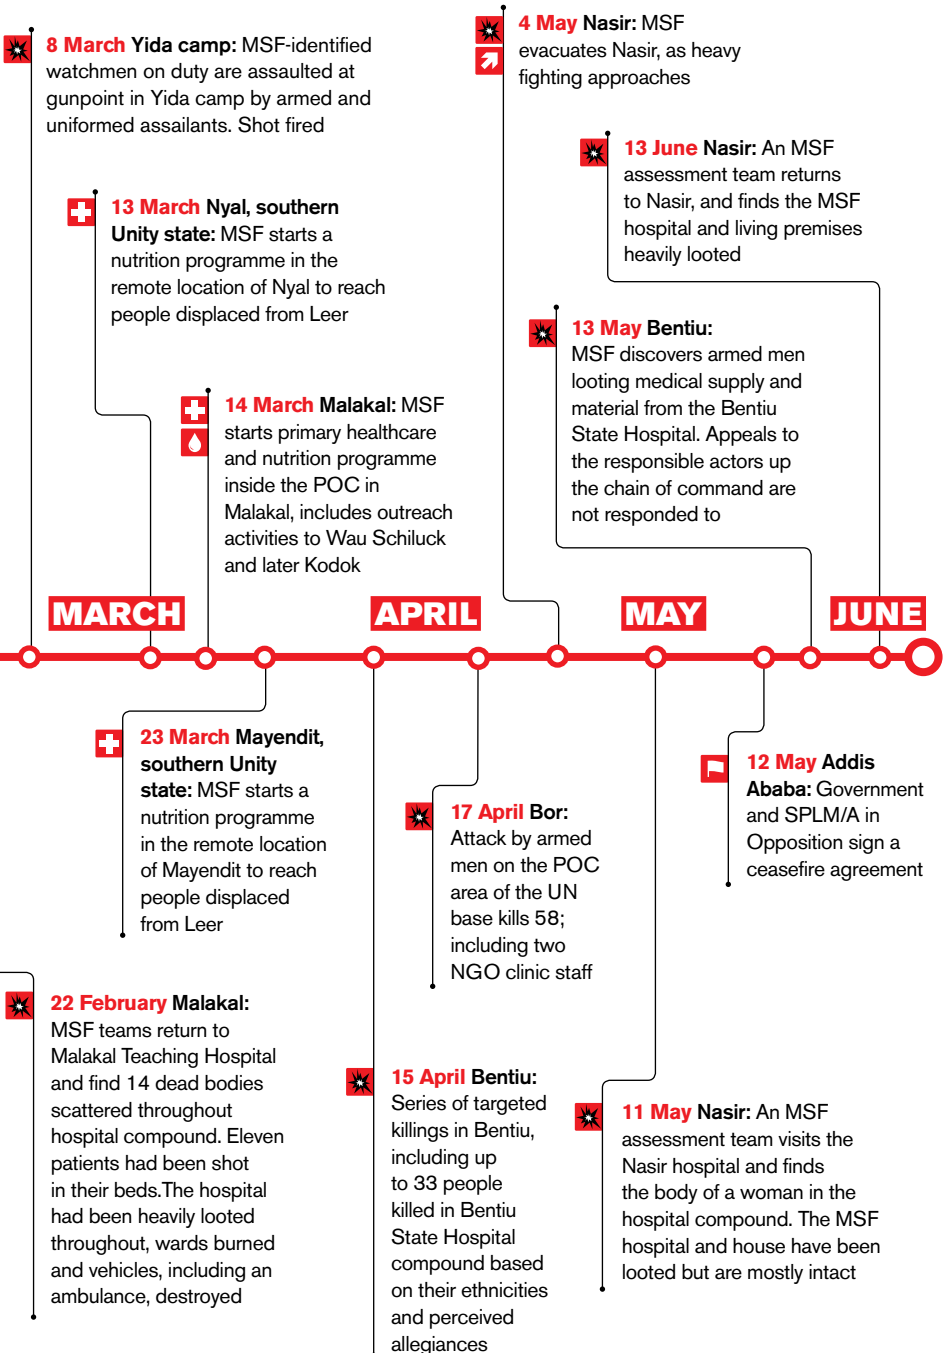 8 March Yida camp: MSF-identified
watchmen on duty are assaulted at
gunpoint in Yida camp by armed and
uniformed assailants. Shot fired
13 March Nyal, southern
Unity state: MSF starts a
nutrition programme in the
remote location of Nyal to reach
people displaced from Leer
14 March Malakal: MSF
starts primary healthcare
and nutrition programme
inside the POC in
Malakal, includes outreach
activities to Wau Schiluck
and later Kodok
4 May Nasir: MSF
evacuates Nasir, as heavy
fighting approaches
13 June Nasir: An MSF
assessment team returns
to Nasir, and finds the MSF
hospital and living premises
heavily looted
13 May Bentiu:
MSF discovers armed men
looting medical supply and
material from the Bentiu
State Hospital. Appeals to
the responsible actors up
the chain of command are
not responded to
MARCH
APRIL
MAY
JUNE
23 March Mayendit,
southern Unity
state: MSF starts a
nutrition programme
in the remote location
of Mayendit to reach
people displaced
from Leer
17 April Bor:
Attack by armed
men on the POC
area of the UN
base kills 58;
including two
NGO clinic staff
12 May Addis
Ababa: Government
and SPLM/A in
Opposition sign a
ceasefire agreement
22 February Malakal:
MSF teams return to
Malakal Teaching Hospital
and find 14 dead bodies
scattered throughout
hospital compound. Eleven
patients had been shot
in their beds.The hospital
had been heavily looted
throughout, wards burned
and vehicles, including an
ambulance, destroyed
15 April Bentiu:
Series of targeted
killings in Bentiu,
including up
to 33 people
killed in Bentiu
State Hospital
compound based
on their ethnicities
and perceived
allegiances
11 May Nasir: An MSF
assessment team visits the
Nasir hospital and finds
the body of a woman in the
hospital compound. The MSF
hospital and house have been
looted but are mostly intact